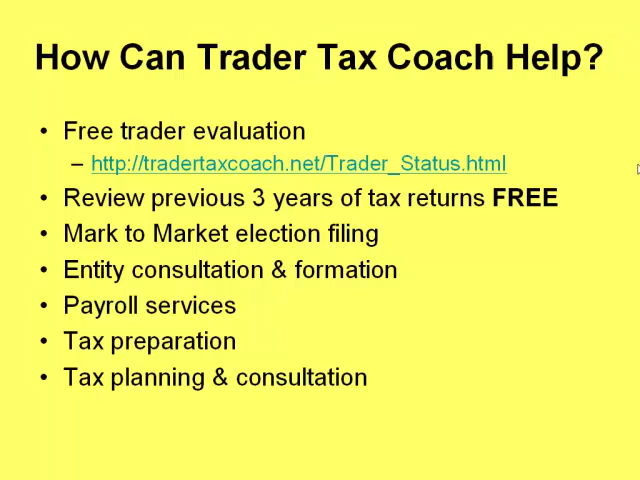 How Can Trader Tax Coach Help?
• Free trader evaluation
– http://tradertaxcoach.net/Trader_Status.html
• Review previous 3 years of tax returns FREE
• Mark to Market election filing
• Entity consultation & formation
• Payroll services
• Tax preparation
• Tax planning & consultation